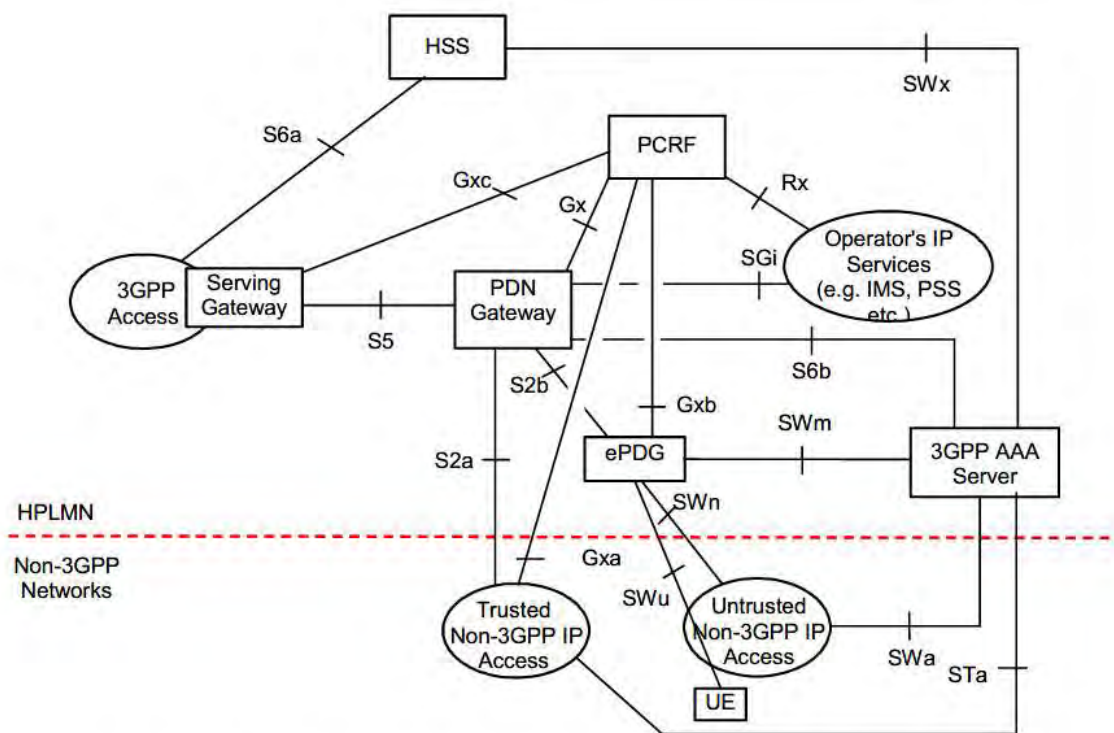 HSS
SWx
S6a
PCRF
Gxc
Gx
Rx
SGi
Operator's IP
Services
(e.g. IMS, PSS
etc.)
3GPP
Access
Serving
Gateway
PDN
Gateway
S5
S2b
S6b
Gxb
SWm
S2a
ePDG
3GPP AAA
Server
SWn
HPLMN
Non-3GPP
Networks
Gxa
SWu
Trusted
Non-3GPP IP
Access
Untrusted
Non-3GPP IP
Access
SWa
STa
UE